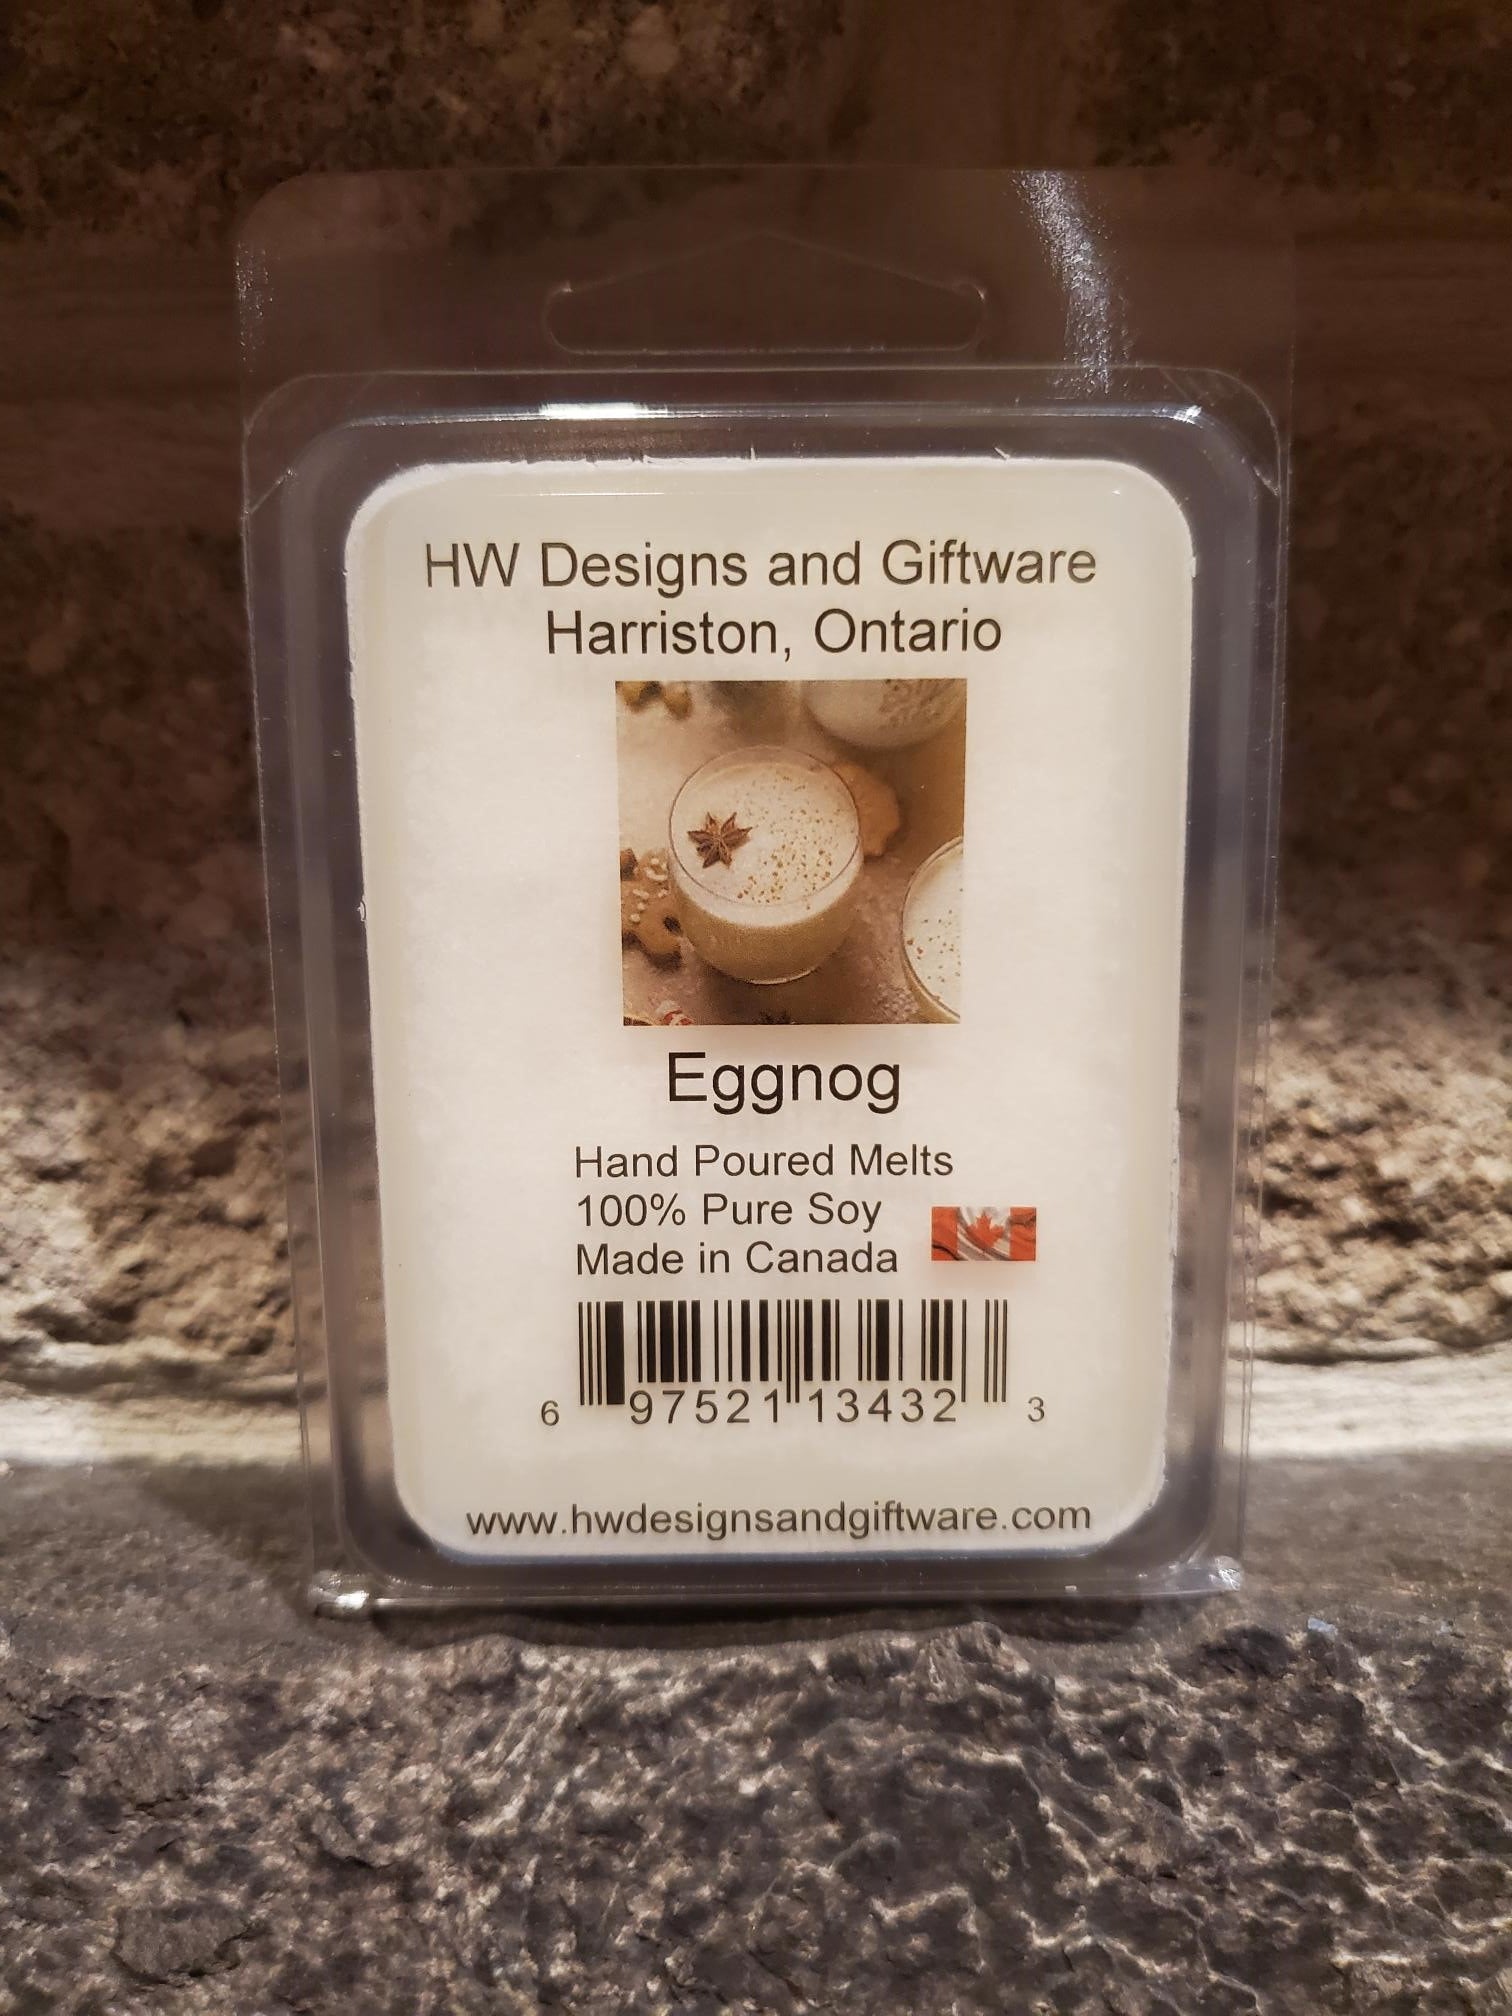 HW Designs and Giftware
Harriston, Ontario
Eggnog
Hand Poured Melts
100% Pure Soy
Made in Canada
6 97521 13432 3
www.hwdesignsandgiftware.com